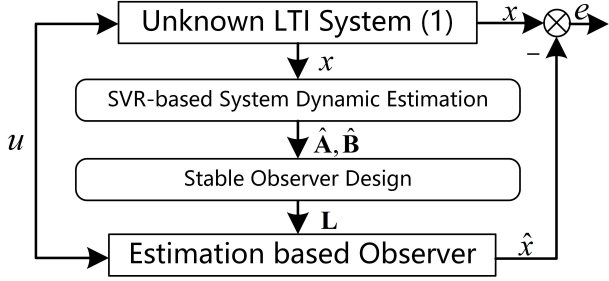 Unknown LTI System (1)
x
e
−
x
SVR-based System Dynamic Estimation
Â, B̂
u
Stable Observer Design
L
Estimation based Observer
x̂